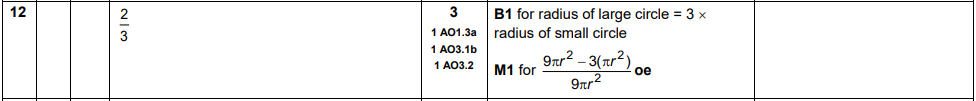 12 2/3 3 B1 for radius of large circle = 3 ×
1 AO1.3a radius of small circle
1 AO3.1b
1 AO3.2 M1 for (9πr² – 3(πr²))/(9πr²) oe